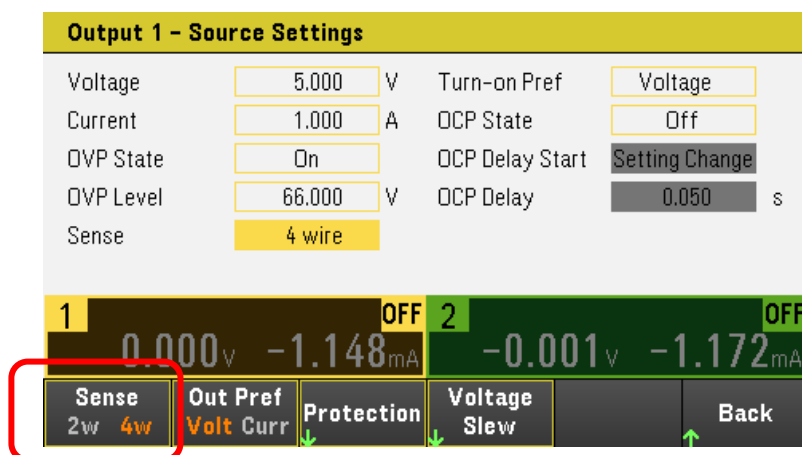 Output 1 – Source Settings
Voltage 5.000 V Turn-on Pref Voltage
Current 1.000 A OCP State Off
OVP State On OCP Delay Start Setting Change
OVP Level 66.000 V OCP Delay 0.050 s
Sense 4 wire
1 OFF 2 OFF
0.000V -1.148mA -0.001V -1.172mA
Sense Out Pref Protection Voltage Back
2w 4w Volt Curr Slew